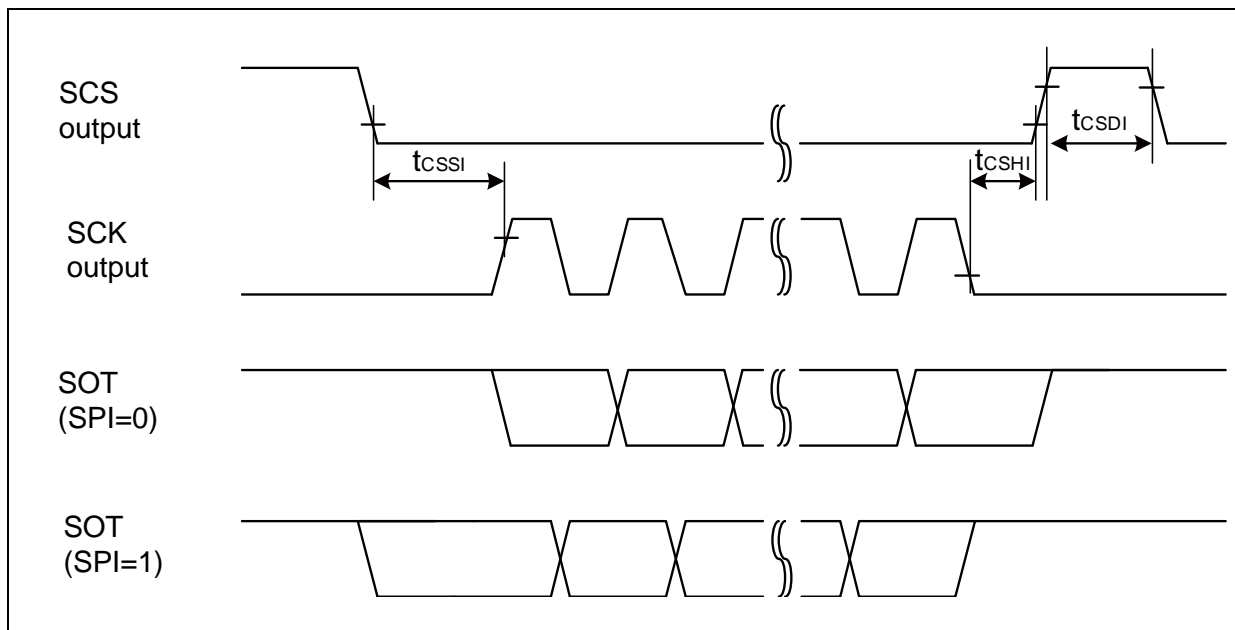 SCS
output
tCSDI
tCSSI
tCSHI
SCK
output
SOT
(SPI=0)
SOT
(SPI=1)